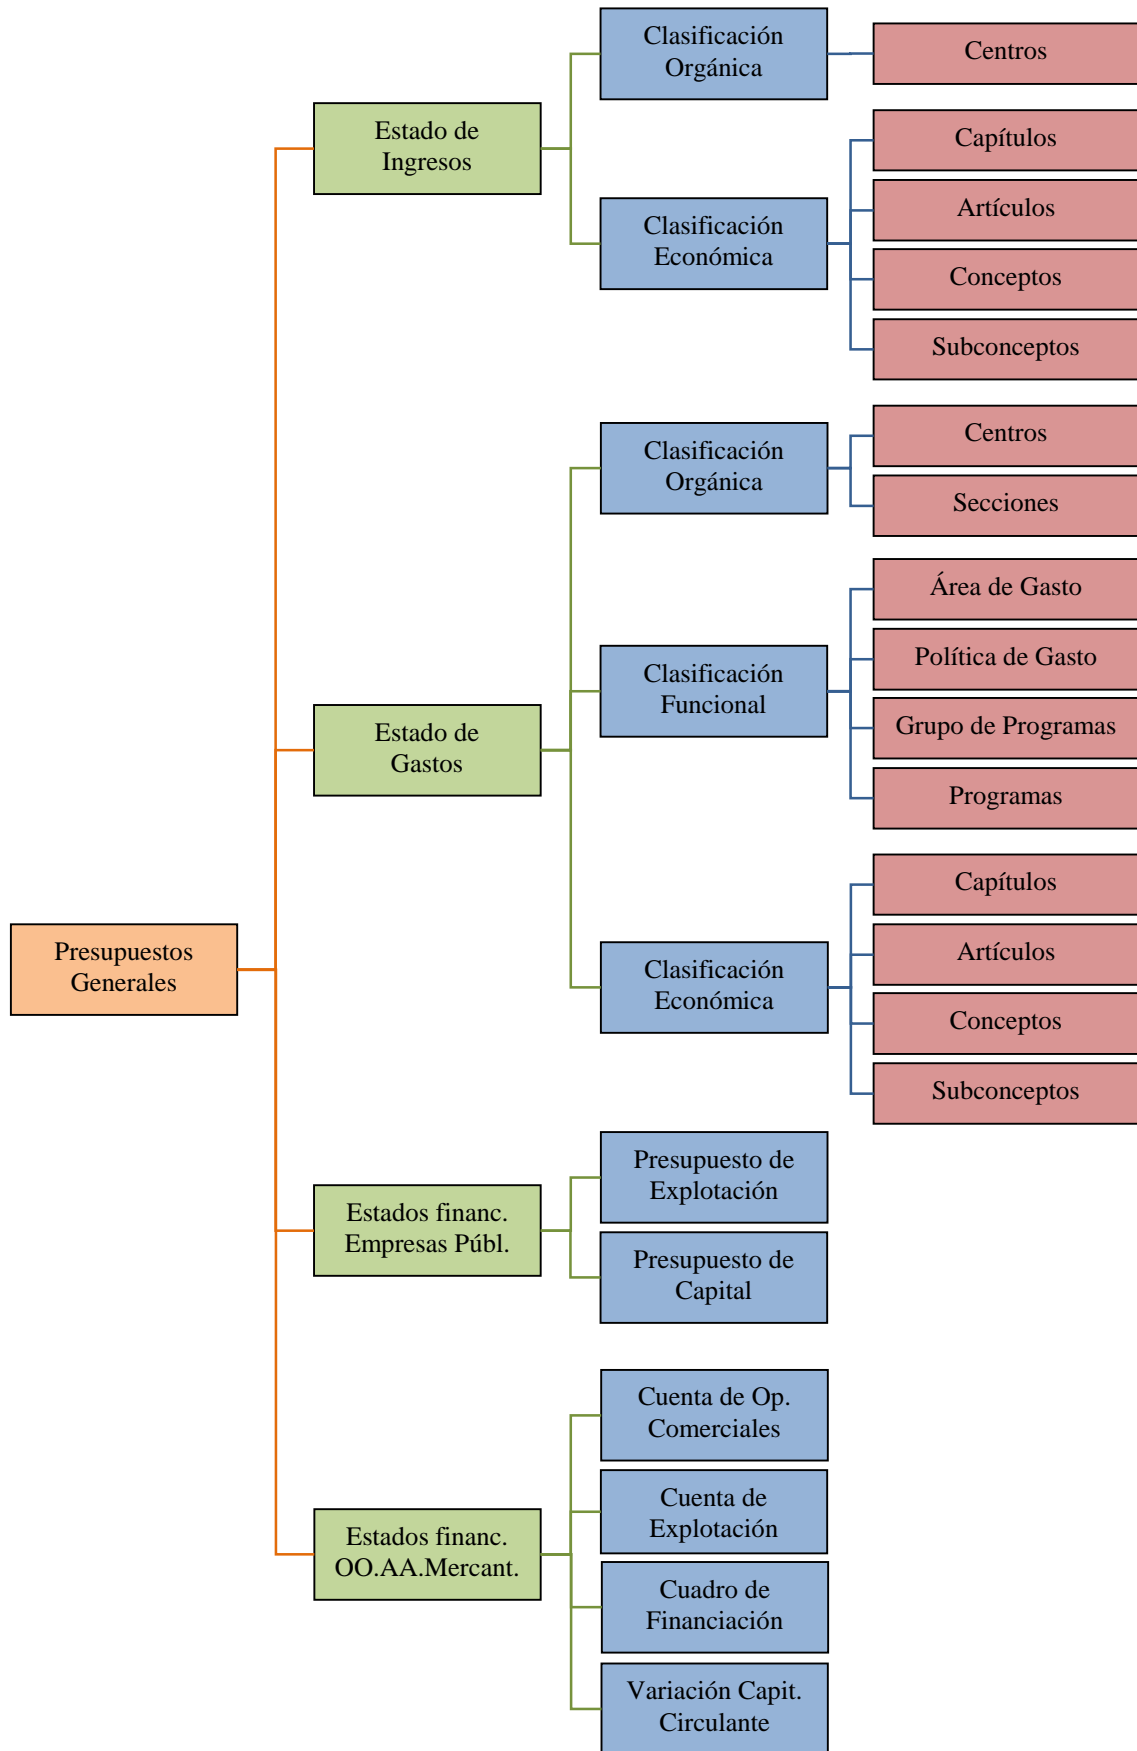 Presupuestos
Generales
Estado de
Ingresos
Clasificación
Orgánica
Centros
Clasificación
Económica
Capítulos
Artículos
Conceptos
Subconceptos
Estado de
Gastos
Clasificación
Orgánica
Centros
Secciones
Clasificación
Funcional
Área de Gasto
Política de Gasto
Grupo de Programas
Programas
Clasificación
Económica
Capítulos
Artículos
Conceptos
Subconceptos
Estados financ.
Empresas Públ.
Presupuesto de
Explotación
Presupuesto de
Capital
Estados financ.
OO.AA.Mercant.
Cuenta de Op.
Comerciales
Cuenta de
Explotación
Cuadro de
Financiación
Variación Capit.
Circulante